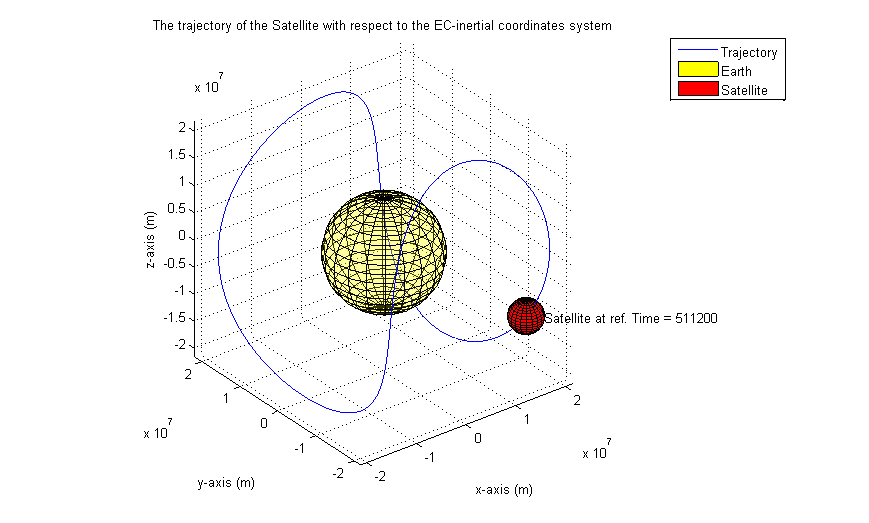 The trajectory of the Satellite with respect to the EC-inertial coordinates system
Trajectory
Earth
Satellite
x 10^7
2
1.5
1
0.5
0
-0.5
-1
-1.5
-2
z-axis (m)
Satellite at ref. Time = 511200
2
1
0
-1
-2
x 10^7
y-axis (m)
-2
-1
0
1
2
x 10^7
x-axis (m)